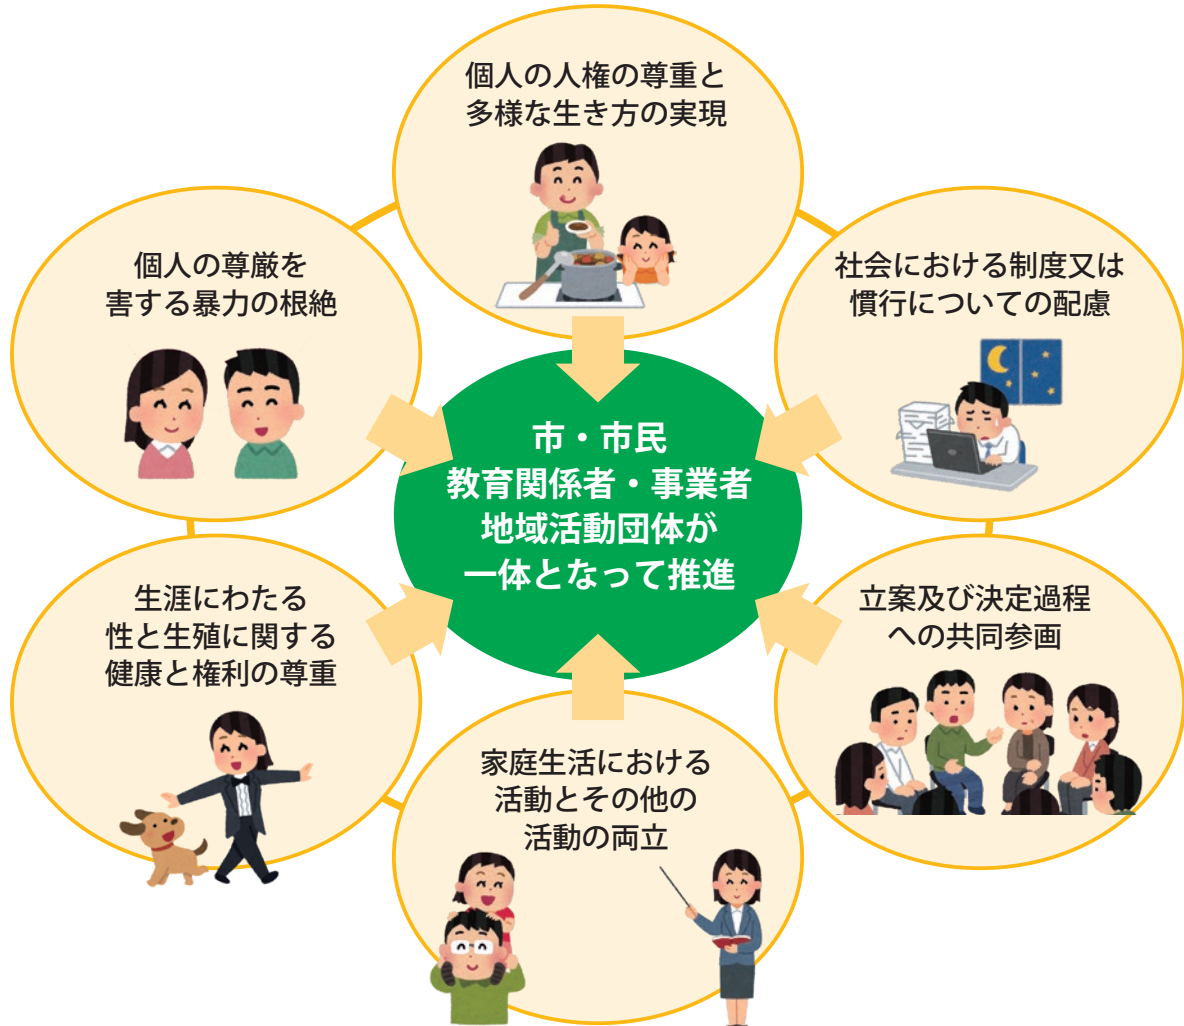 個人の人権の尊重と
多様な生き方の実現
個人の尊厳を
害する暴力の根絶
社会における制度又は
慣行についての配慮
市・市民
教育関係者・事業者
地域活動団体が
一体となって推進
生涯にわたる
性と生殖に関する
健康と権利の尊重
立案及び決定過程
への共同参画
家庭生活における
活動とその他の
活動の両立